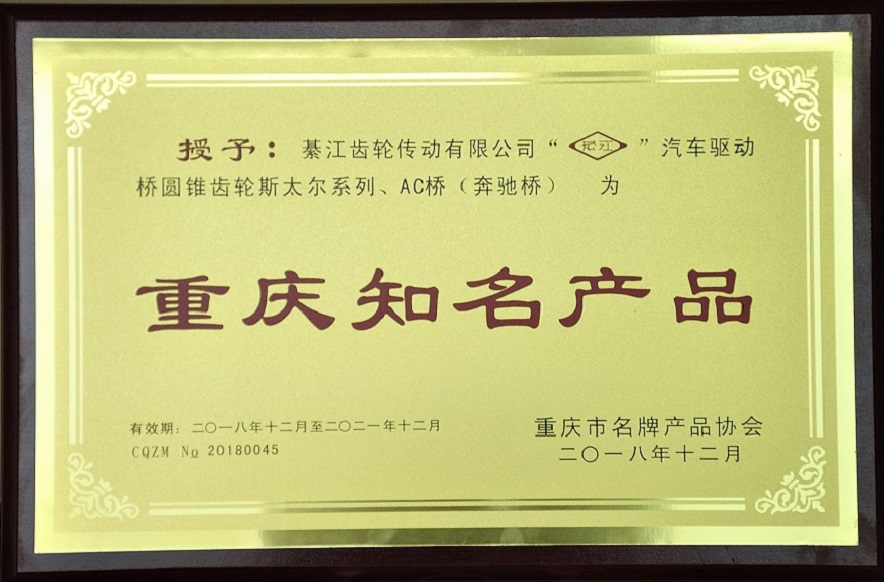 授予：綦江齿轮传动有限公司“綦江”汽车驱动
桥圆锥齿轮斯太尔系列、AC桥（奔驰桥） 为
重庆知名产品
有效期：二〇一八年十二月至二〇二一年十二月
CQZM No 20180045
重庆市名牌产品协会
二〇一八年十二月